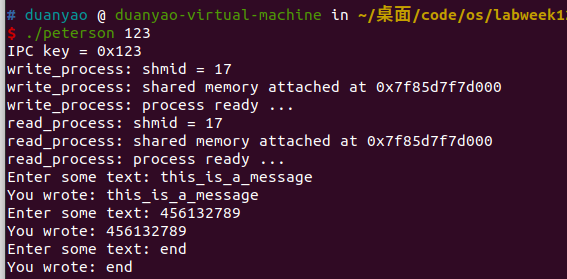 # duanyao @ duanyao-virtual-machine in ~/桌面/code/os/labweek1
$ ./peterson 123
IPC key = 0x123
write_process: shmid = 17
write_process: shared memory attached at 0x7f85d7f7d000
write_process: process ready ...
read_process: shmid = 17
read_process: shared memory attached at 0x7f85d7f7d000
read_process: process ready ...
Enter some text: this_is_a_message
You wrote: this_is_a_message
Enter some text: 456132789
You wrote: 456132789
Enter some text: end
You wrote: end